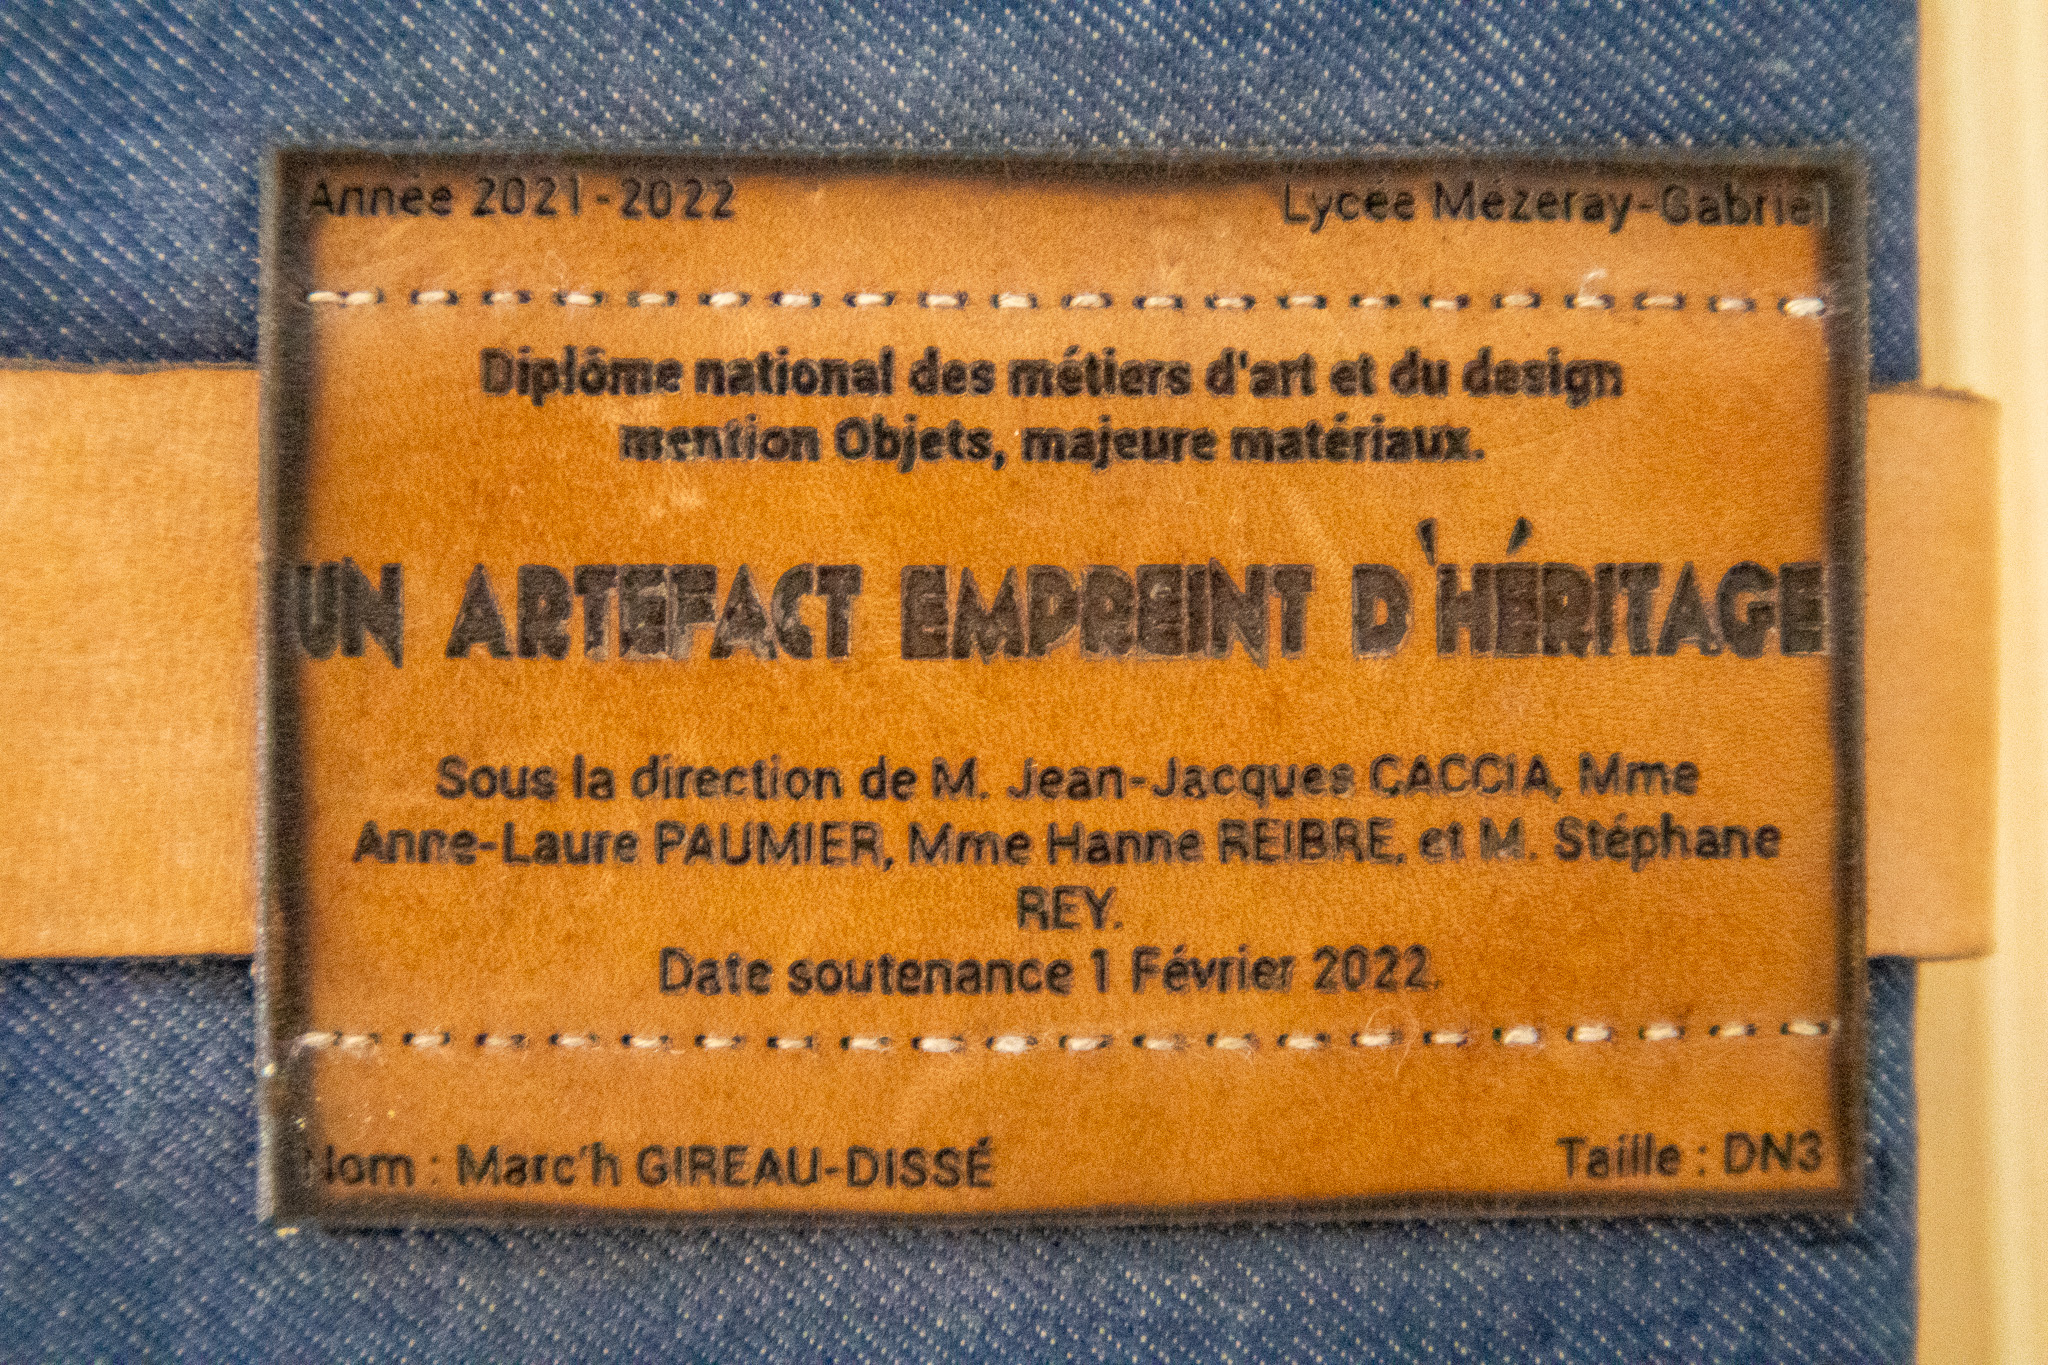 Année 2021-2022
Lycée Mézeray-Gabriel
Diplôme national des métiers d'art et du design
mention Objets, majeure matériaux.
UN ARTEFACT EMPREINT D'HÉRITAGE
Sous la direction de M. Jean-Jacques CACCIA, Mme
Anne-Laure PAUMIER, Mme Hanne REIBRE, et M. Stéphane
REY.
Date soutenance 1 Février 2022.
Nom : Marc'h GIREAU-DISSÉ
Taille : DN3